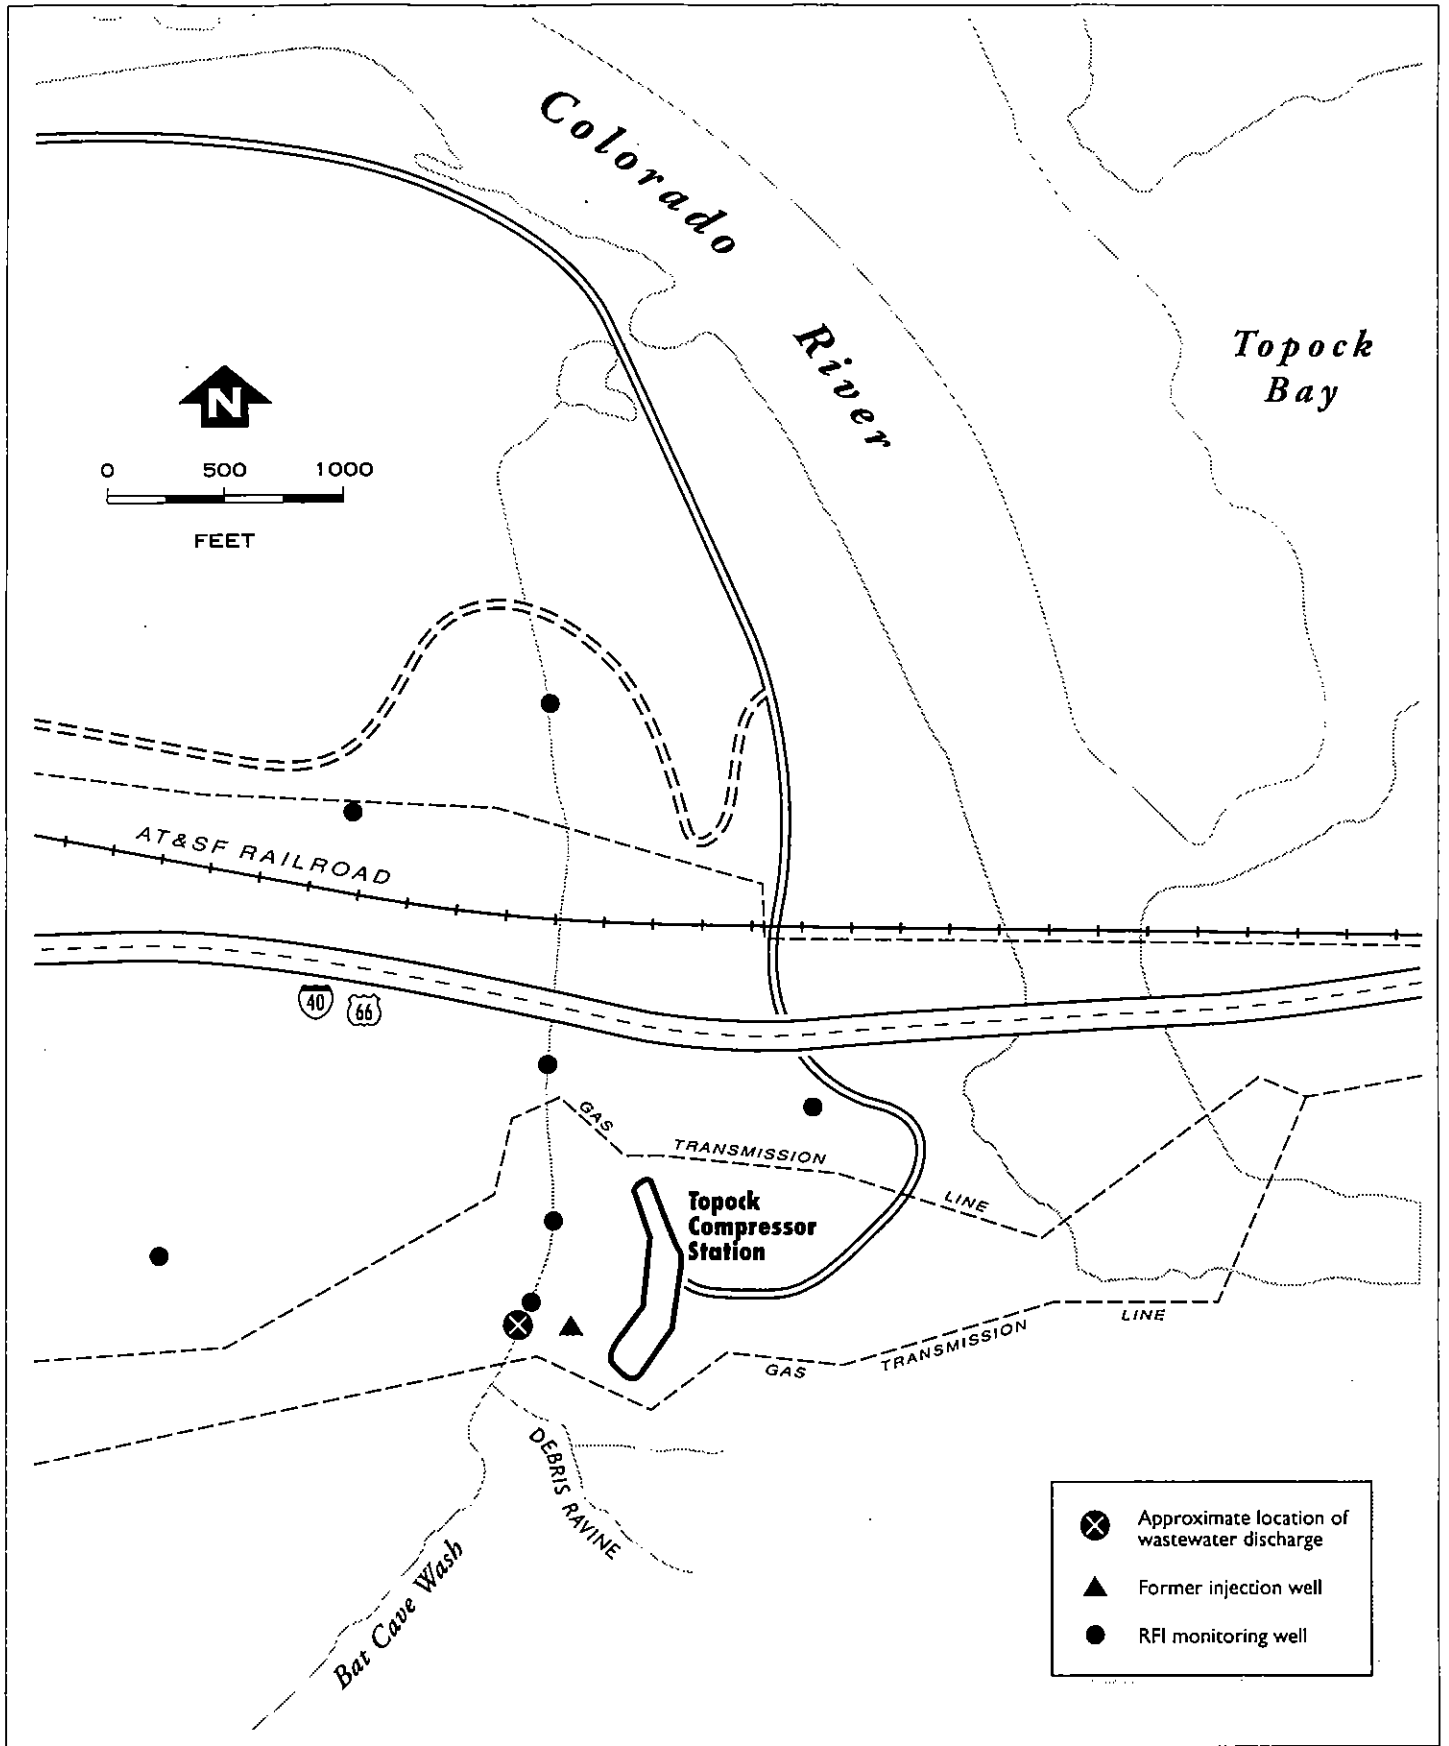 Colorado
River
Topock
Bay
N
0 500 1000
FEET
AT&SF RAILROAD
40
66
GAS
TRANSMISSION
LINE
Topock
Compressor
Station
GAS
TRANSMISSION
LINE
DEBRIS RAVINE
Bat Cave Wash
Approximate location of
wastewater discharge
Former injection well
RFI monitoring well